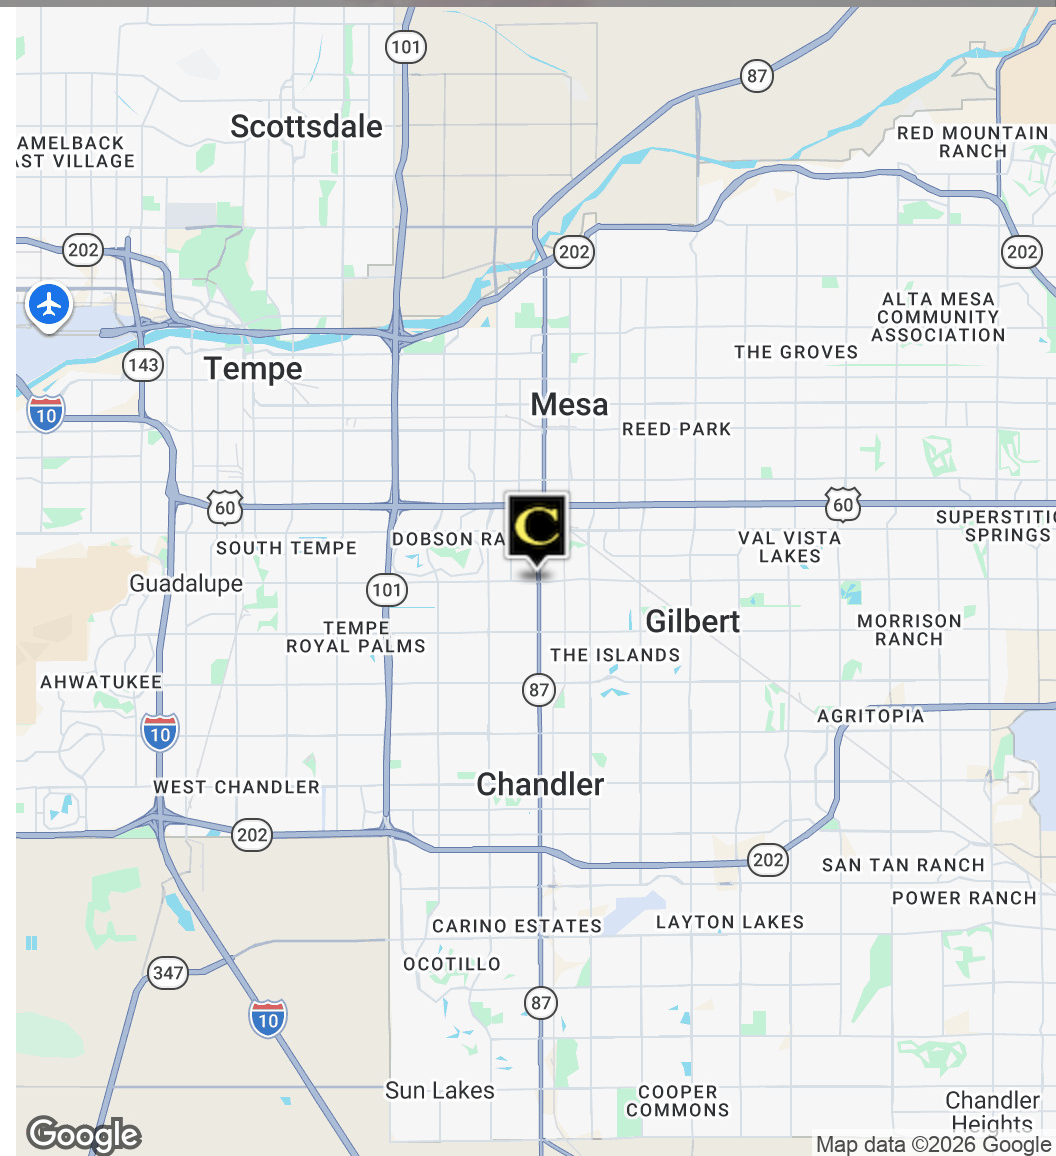 101
87
Scottsdale
AMELBACK
AST VILLAGE
RED MOUNTAIN
RANCH
202
202
202
ALTA MESA
COMMUNITY
ASSOCIATION
THE GROVES
143
Tempe
10
Mesa
REED PARK
60
60
C
SUPERSTITIO
SPRINGS
DOBSON RA
VAL VISTA
LAKES
SOUTH TEMPE
Guadalupe
101
TEMPE
ROYAL PALMS
Gilbert
MORRISON
RANCH
THE ISLANDS
AHWATUKEE
87
10
AGRITOPIA
WEST CHANDLER
Chandler
202
202
SAN TAN RANCH
POWER RANCH
CARINO ESTATES
LAYTON LAKES
OCOTILLO
347
87
10
Sun Lakes
COOPER
COMMONS
Chandler
Heights
Google
Map data ©2026 Google